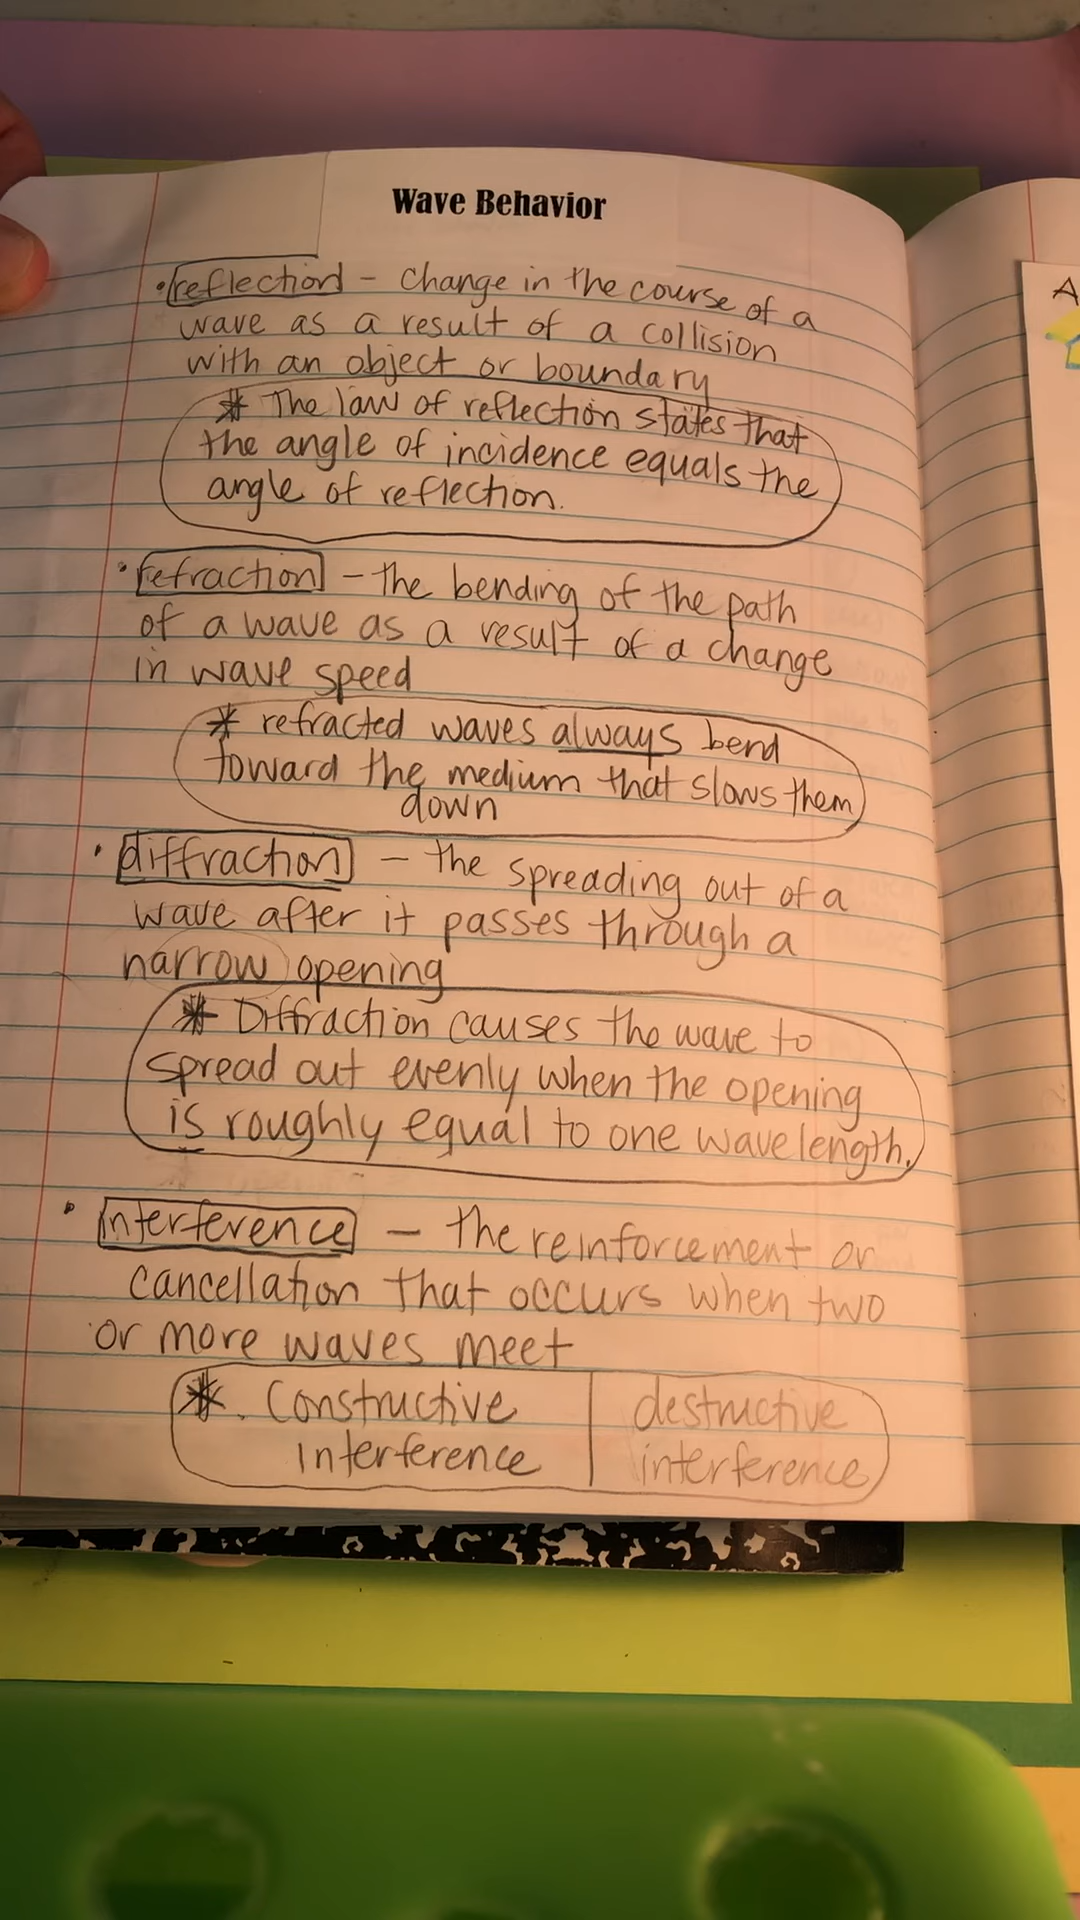 Wave Behavior
• reflection – Change in the course of a
wave as a result of a collision
with an object or boundary
* The law of reflection states that
the angle of incidence equals the
angle of reflection.
• refraction – the bending of the path
of a wave as a result of a change
in wave speed
* refracted waves always bend
toward the medium that slows them
down
• diffraction – the spreading out of a
wave after it passes through a
narrow opening
* Diffraction causes the wave to
spread out evenly when the opening
is roughly equal to one wavelength.
• Interference – the reinforcement or
cancellation that occurs when two
or more waves meet
* Constructive
Interference
destructive
interference
A